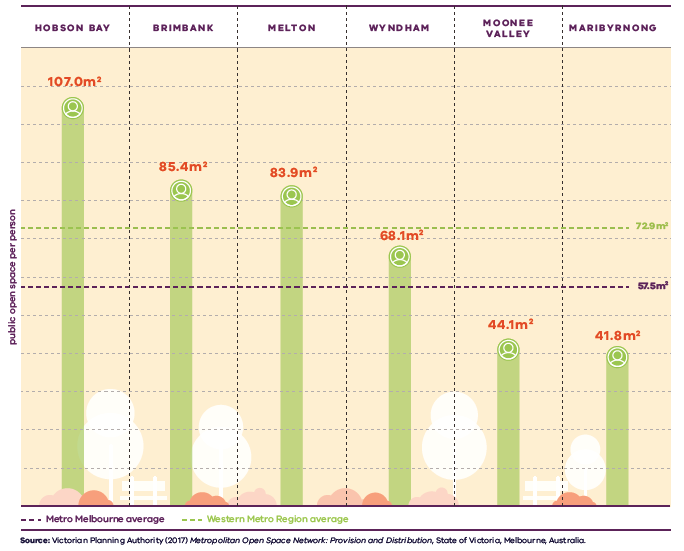 HOBSON BAY
BRIMBANK
MELTON
WYNDHAM
MOONEE
VALLEY
MARIBYRNONG
107.0m²
85.4m²
83.9m²
72.9m²
68.1m²
57.5m²
44.1m²
41.8m²
public open space per person
Metro Melbourne average
Western Metro Region average
Source: Victorian Planning Authority (2017) Metropolitan Open Space Network: Provision and Distribution, State of Victoria, Melbourne, Australia.